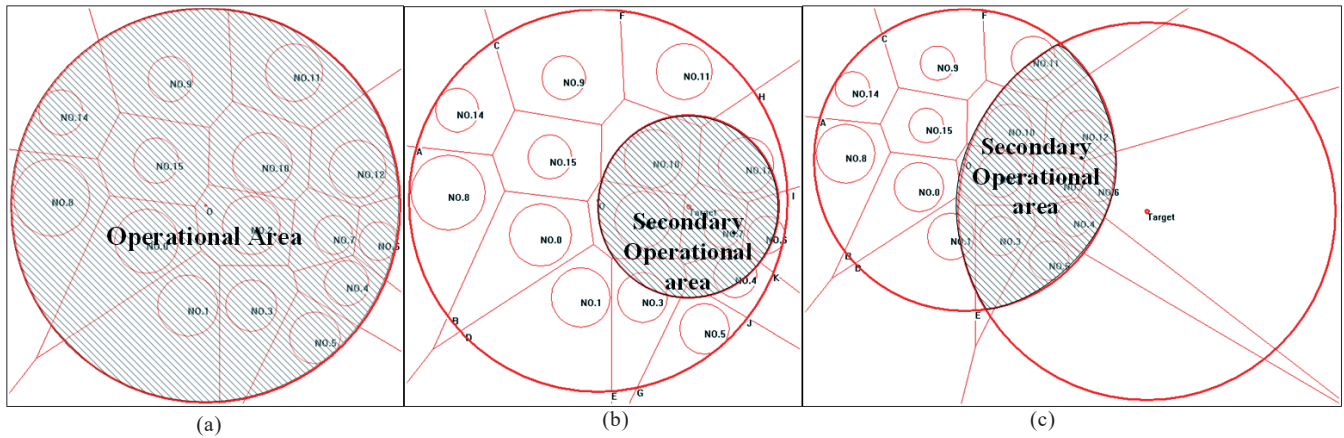 NO.9
NO.11
NO.14
NO.15
NO.10
NO.12
NO.8
O
Operational Area
NO.7
NO.6
NO.4
NO.1
NO.3
NO.5
(a)
F
C
NO.9
NO.11
H
NO.14
A
NO.15
NO.10
NO.12
NO.8
I
O
Target
Secondary
Operational
area
NO.0
NO.7
NO.6
NO.4
K
NO.1
NO.3
B
D
J
NO.5
E
G
(b)
F
C
NO.9
NO.11
NO.14
A
NO.15
NO.10
NO.12
NO.8
O
Secondary
Operational
area
NO.0
NO.6
Target
NO.4
NO.1
NO.3
D
NO.5
E
(c)